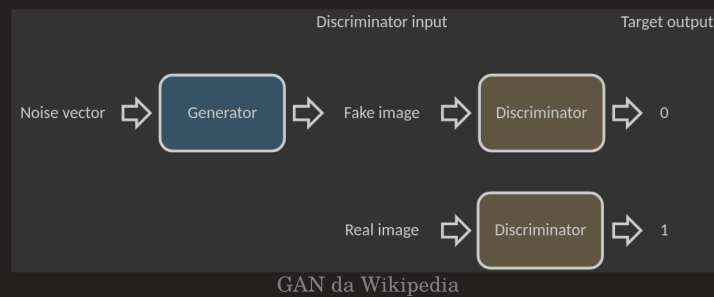 Discriminator input Target output
Noise vector Generator Fake image Discriminator 0
Real image Discriminator 1
GAN da Wikipedia